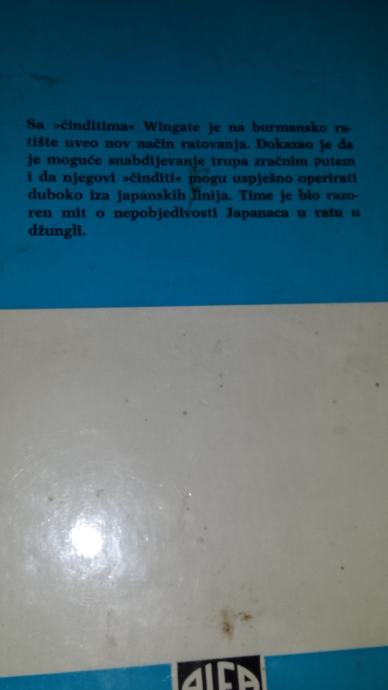 Sa »činditima« Wingate je na burmansko ra-
tište uveo nov način ratovanja. Dokazao je da
je moguće snabdijevanje trupa zračnim putem
i da njegovi »činditi« mogu uspješno operirati
duboko iza japanskih linija. Time je bio razo-
ren mit o nepobjedivosti Japanaca u ratu u
džungli.
ALFA